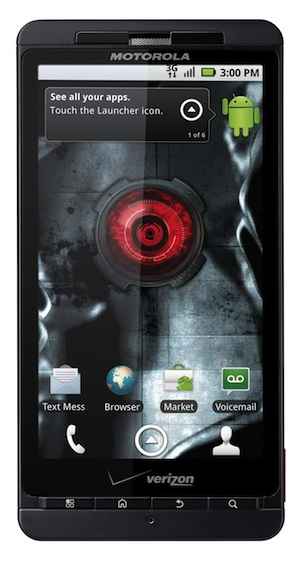 MOTOROLA
3G
3:00 PM
See all your apps.
Touch the Launcher icon.
1 of 6
Text Mess
Browser
Market
Voicemail
verizon